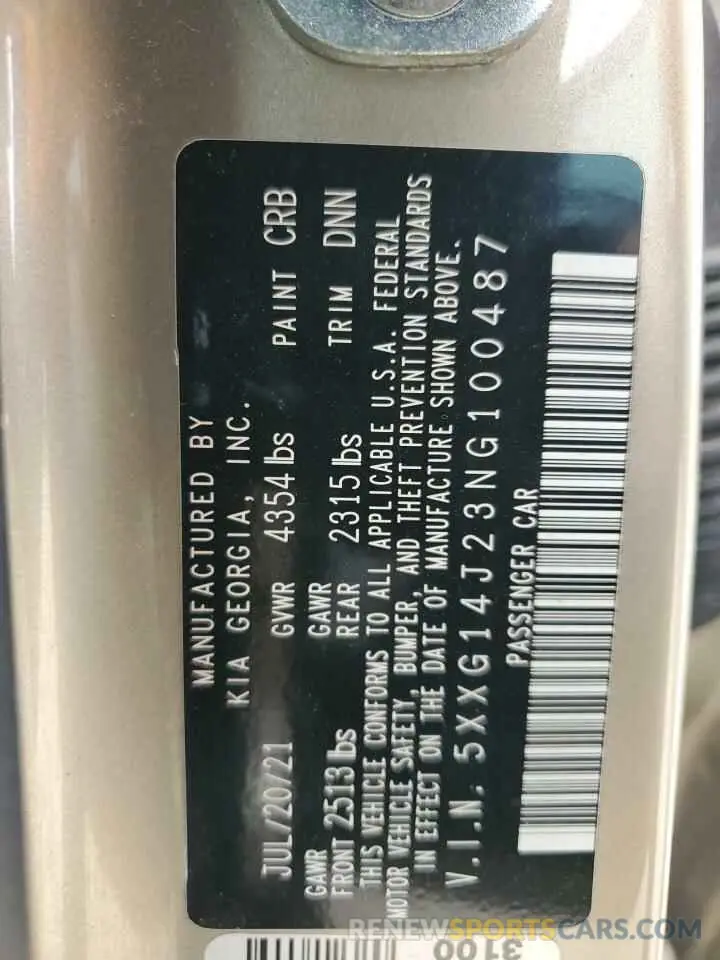 MANUFACTURED BY
KIA GEORGIA, INC.
JUL/20/21 GVWR 4354 lbs PAINT CRB
GAWR FRONT 2513 lbs GAWR REAR 2315 lbs TRIM DNN
THIS VEHICLE CONFORMS TO ALL APPLICABLE U.S.A. FEDERAL
MOTOR VEHICLE SAFETY, BUMPER, AND THEFT PREVENTION STANDARDS
IN EFFECT ON THE DATE OF MANUFACTURE SHOWN ABOVE.
V.I.N. 5XXG14J23NG100487
PASSENGER CAR
3100
RENEWSPORTSCARS.COM